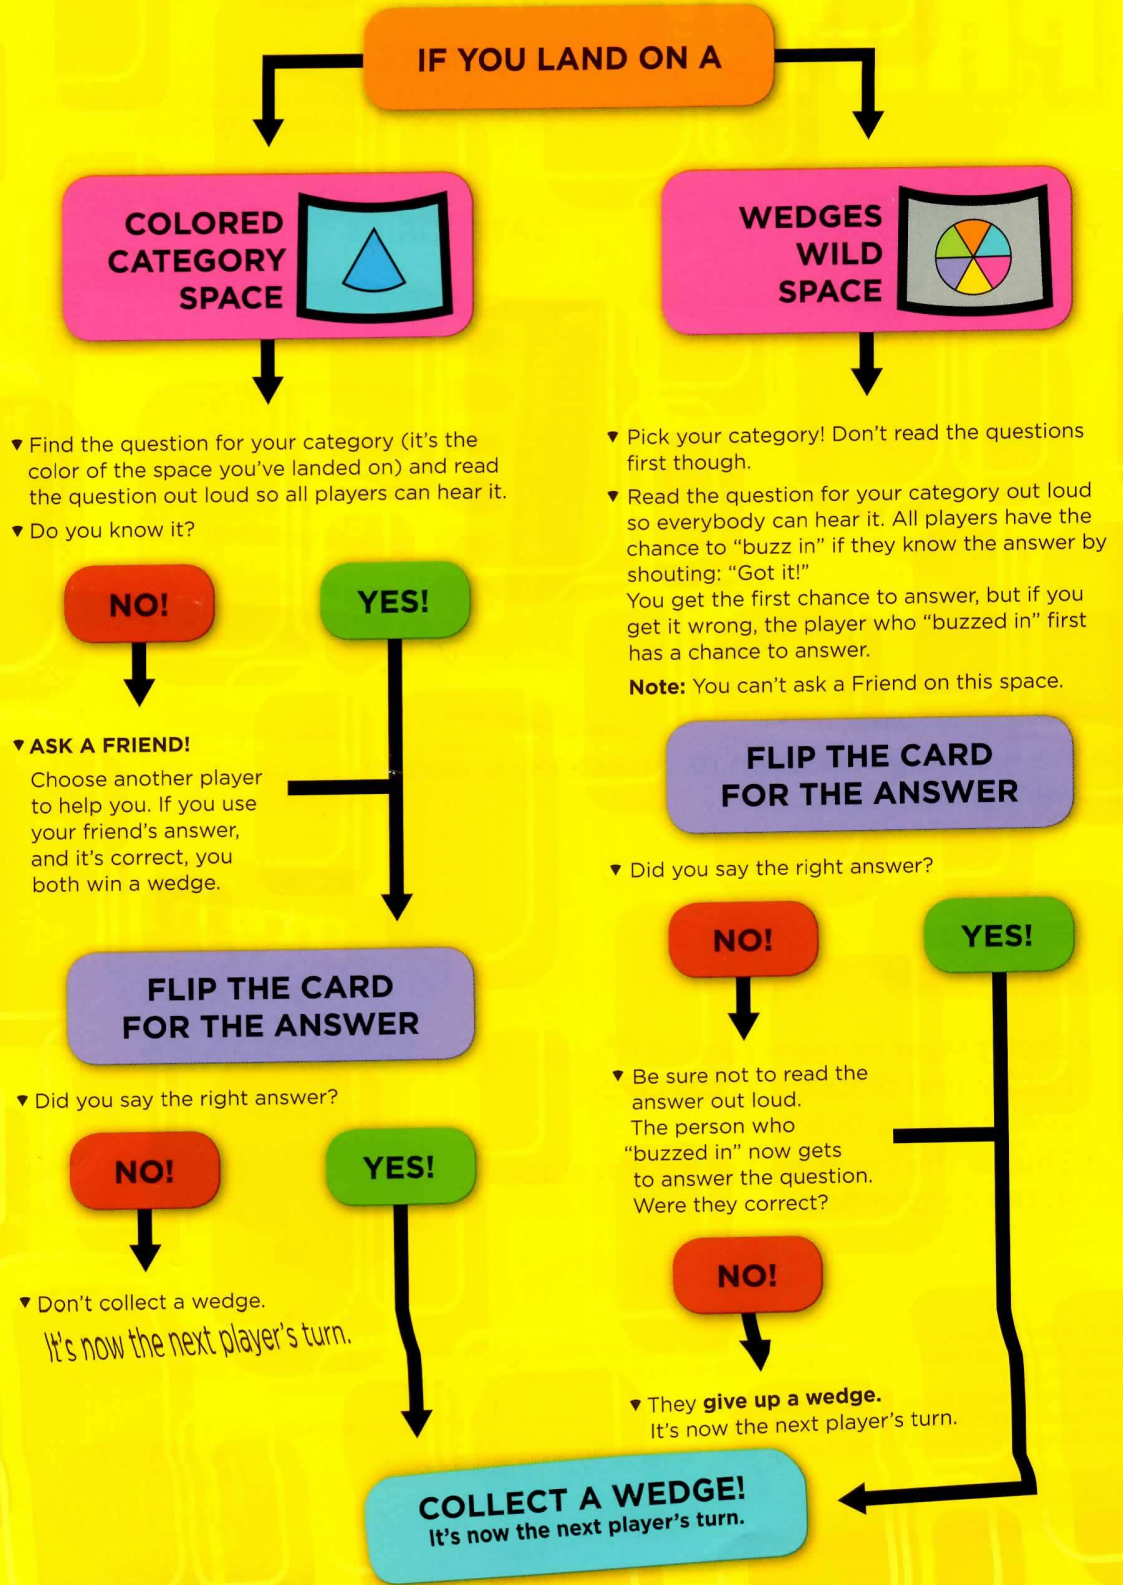 IF YOU LAND ON A
COLORED
CATEGORY
SPACE
Find the question for your category (it's the
color of the space you've landed on) and read
the question out loud so all players can hear it.
Do you know it?
NO!
YES!
ASK A FRIEND!
Choose another player
to help you. If you use
your friend's answer,
and it's correct, you
both win a wedge.
FLIP THE CARD
FOR THE ANSWER
Did you say the right answer?
NO!
YES!
Don't collect a wedge.
It's now the next player's turn.
WEDGES
WILD
SPACE
Pick your category! Don't read the questions
first though.
Read the question for your category out loud
so everybody can hear it. All players have the
chance to "buzz in" if they know the answer by
shouting: "Got it!"
You get the first chance to answer, but if you
get it wrong, the player who "buzzed in" first
has a chance to answer.
Note: You can't ask a Friend on this space.
FLIP THE CARD
FOR THE ANSWER
Did you say the right answer?
NO!
YES!
Be sure not to read the
answer out loud.
The person who
"buzzed in" now gets
to answer the question.
Were they correct?
NO!
They give up a wedge.
It's now the next player's turn.
COLLECT A WEDGE!
It's now the next player's turn.